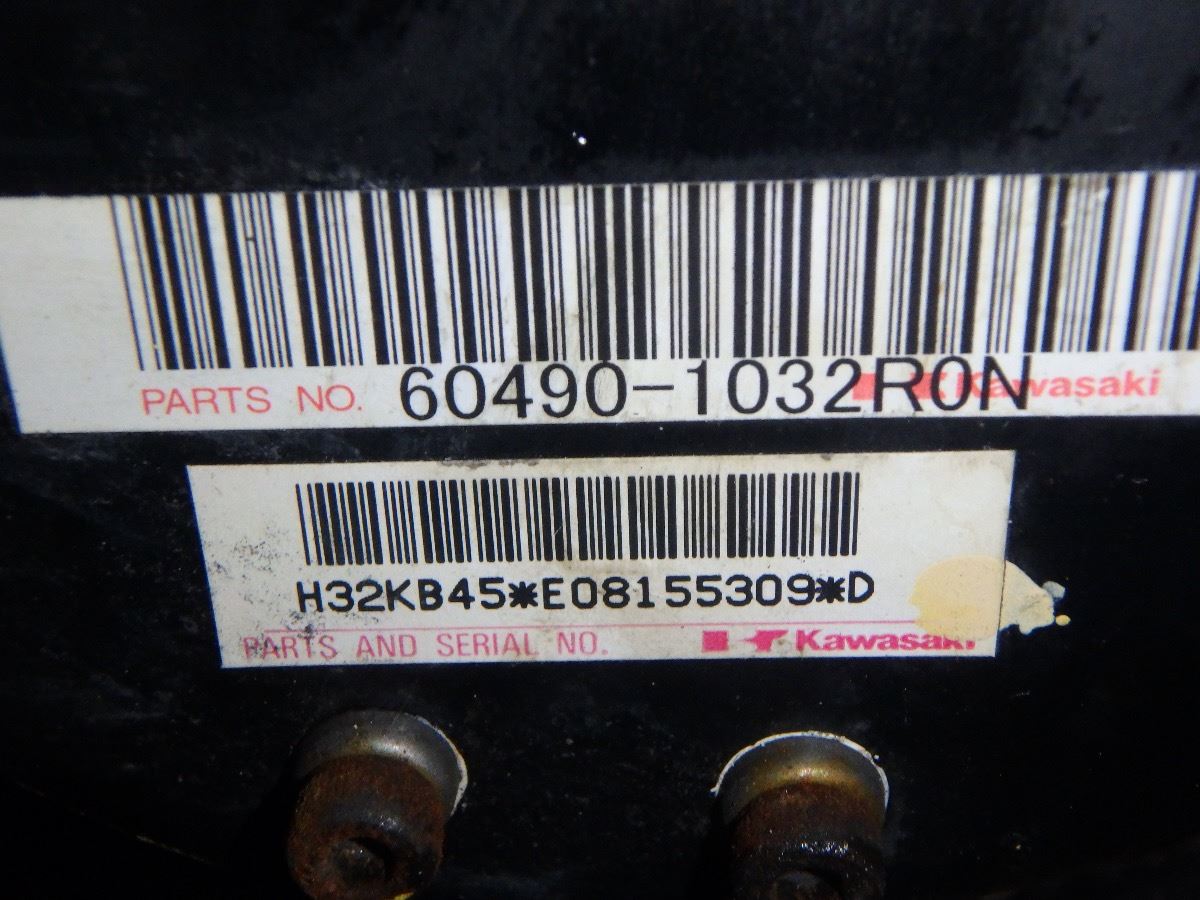 PARTS NO. 60490-1032R0N Kawasaki
H32KB45*E08155309*D
PARTS AND SERIAL NO. Kawasaki